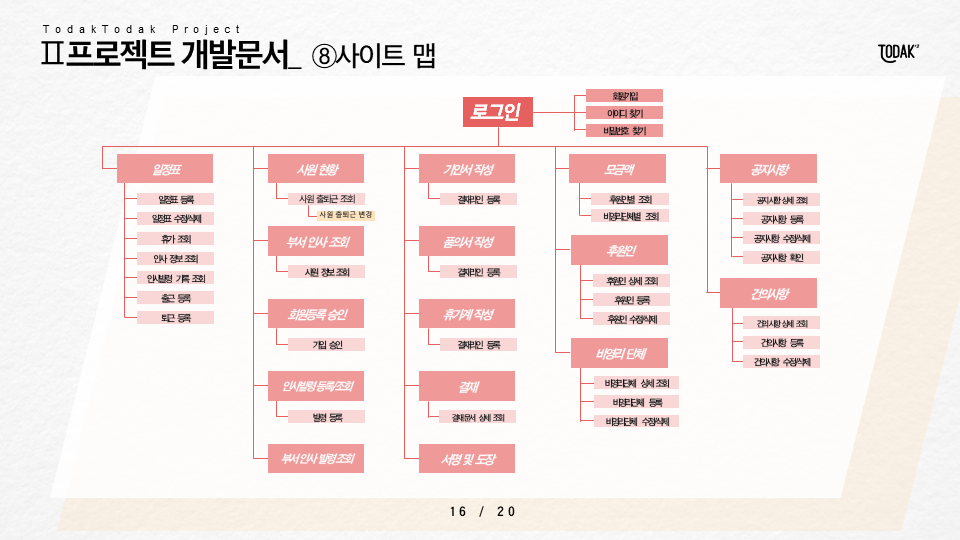 TodakTodak Project
Ⅱ프로젝트 개발문서_ ⑧사이트 맵
TODAK
로그인
회원가입
아이디 찾기
비밀번호 찾기
일정표
일정표 등록
일정표 수정/삭제
휴가 조회
인사 정보 조회
인사발령 기록 조회
출근 등록
퇴근 등록
사원 현황
사원 출퇴근 조회
사원 출퇴근 변경
부서 인사 조회
사원 정보 조회
회원등록 승인
가입 승인
인사발령 등록/조회
발령 등록
부서 인사 발령 조회
기안서 작성
결재라인 등록
품의서 작성
결재라인 등록
휴가계 작성
결재라인 등록
결재
결재문서 상세 조회
서명 및 도장
모금액
후원인별 조회
비영리단체별 조회
후원인
후원인 상세 조회
후원인 등록
후원인 수정/삭제
비영리 단체
비영리단체 상세 조회
비영리단체 등록
비영리단체 수정/삭제
공지사항
공지사항 상세 조회
공지사항 등록
공지사항 수정/삭제
공지사항 확인
건의사항
건의사항 상세 조회
건의사항 등록
건의사항 수정/삭제
16 / 20